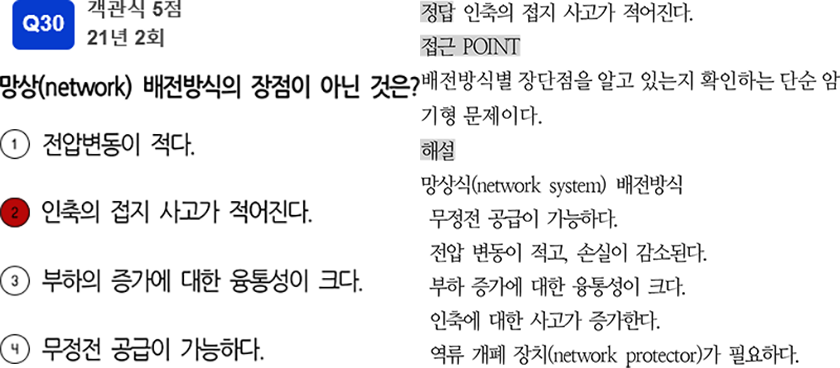 Q30
객관식 5점
21년 2회
망상(network) 배전방식의 장점이 아닌 것은?
1 전압변동이 적다.
2 인축의 접지 사고가 적어진다.
3 부하의 증가에 대한 융통성이 크다.
4 무정전 공급이 가능하다.
정답 인축의 접지 사고가 적어진다.
접근 POINT
배전방식별 장단점을 알고 있는지 확인하는 단순 암
기형 문제이다.
해설
망상식(network system) 배전방식
무정전 공급이 가능하다.
전압 변동이 적고, 손실이 감소된다.
부하 증가에 대한 융통성이 크다.
인축에 대한 사고가 증가한다.
역류 개폐 장치(network protector)가 필요하다.